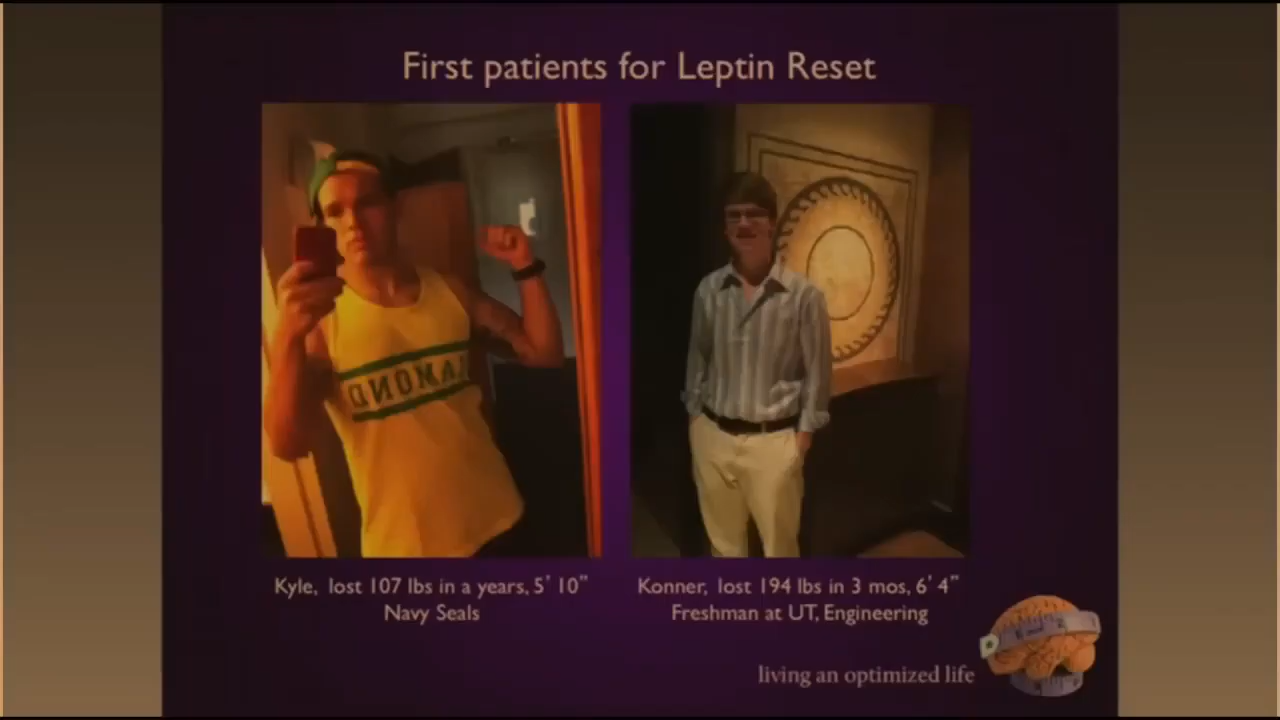 First patients for Leptin Reset
DNOMA
Kyle, lost 107 lbs in a years, 5' 10"
Navy Seals
Konner, lost 194 lbs in 3 mos, 6' 4"
Freshman at UT, Engineering
living an optimized life